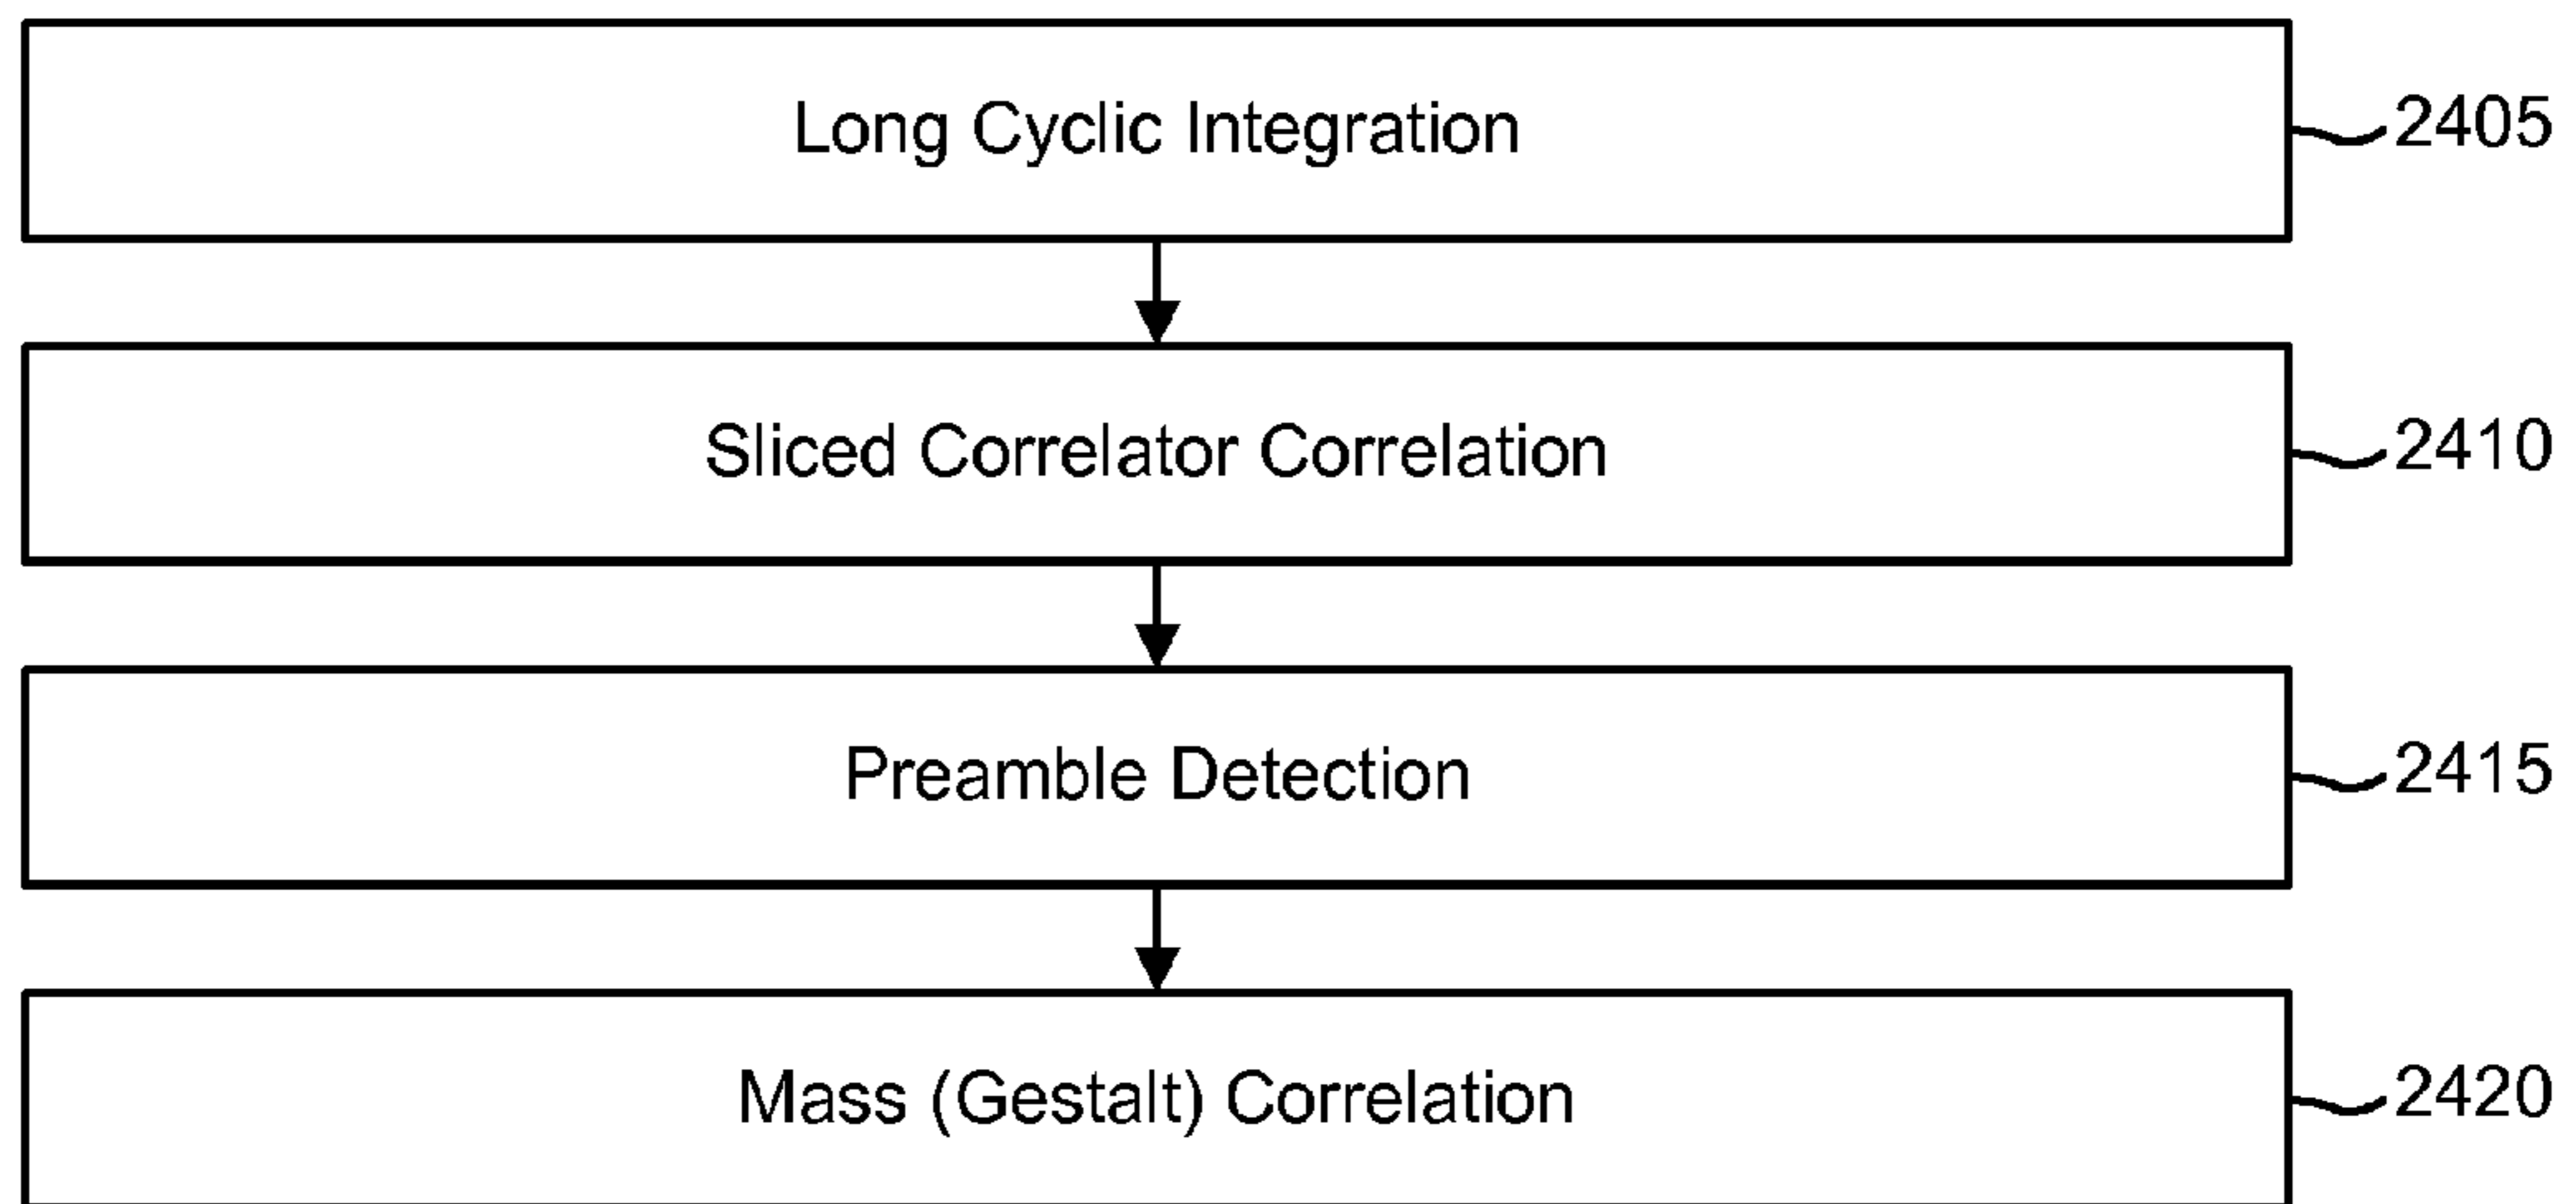 Long Cyclic Integration
2405
Sliced Correlator Correlation
2410
Preamble Detection
2415
Mass (Gestalt) Correlation
2420